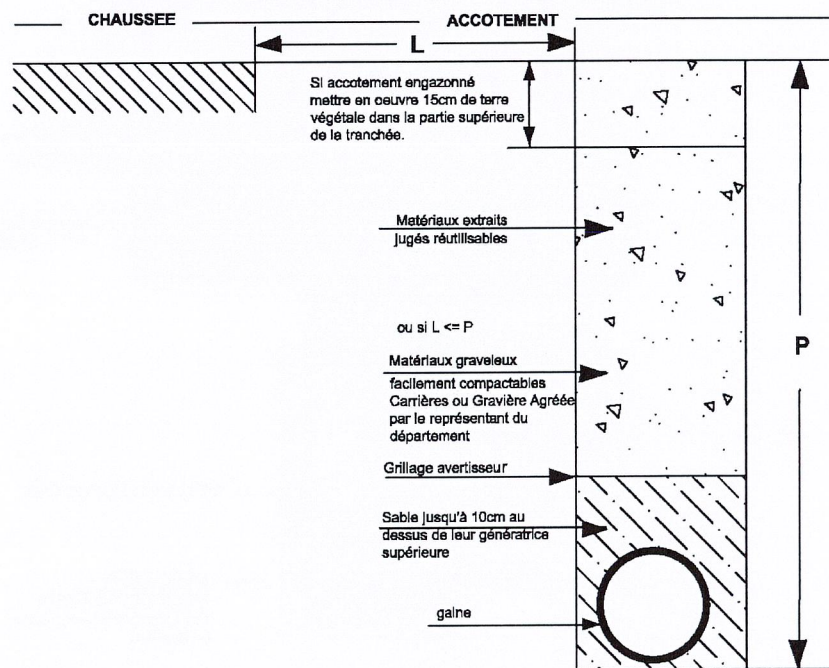 CHAUSSEE
ACCOTEMENT
L
Si accotement engazonné
mettre en oeuvre 15cm de terre
végétale dans la partie supérieure
de la tranchée.
Matériaux extraits
jugés réutilisables
ou si L <= P
P
Matériaux graveleux
facilement compactables
Carrières ou Gravière Agréée
par le représentant du
département
Grillage avertisseur
Sable jusqu'à 10cm au
dessus de leur génératrice
supérieure
gaine